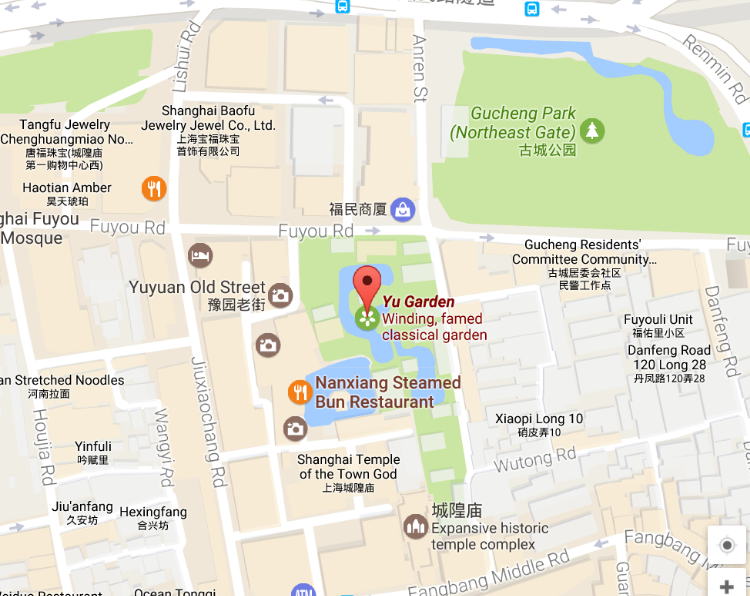 Lishui Rd
Anren St
Renmin Rd
Gucheng Park
(Northeast Gate)
古城公园
Tangfu Jewelry
Chenghuangmiao No...
唐福珠宝(城隍庙
第一购物中心西)
Shanghai Baofu
Jewelry Jewel Co., Ltd.
上海宝福珠宝
首饰有限公司
Haotian Amber
昊天琥珀
福民商厦
Fuyou
Mosque
Fuyou Rd
Fuyou Rd
Gucheng Residents'
Committee Community...
古城居委会社区
民警工作点
Yuyuan Old Street
豫园老街
Yu Garden
Winding, famed
classical garden
Danfeng Rd
Fuyouli Unit
福佑里小区
Danfeng Road
120 Long 28
丹凤路120弄28
Stretched Noodles
河南拉面
Nanxiang Steamed
Bun Restaurant
Jiuxiaochang Rd
Houjia Rd
Wangyi Rd
Xiaopi Long 10
硝皮弄10
Yinfuli
吟赋里
Shanghai Temple
of the Town God
上海城隍庙
Wutong Rd
Jiu'anfang
久安坊
Hexingfang
合兴坊
城隍庙
Expansive historic
temple complex
Fangbang Middle Rd
Fangbang
Restaurant
Ocean Tongqi
ATM